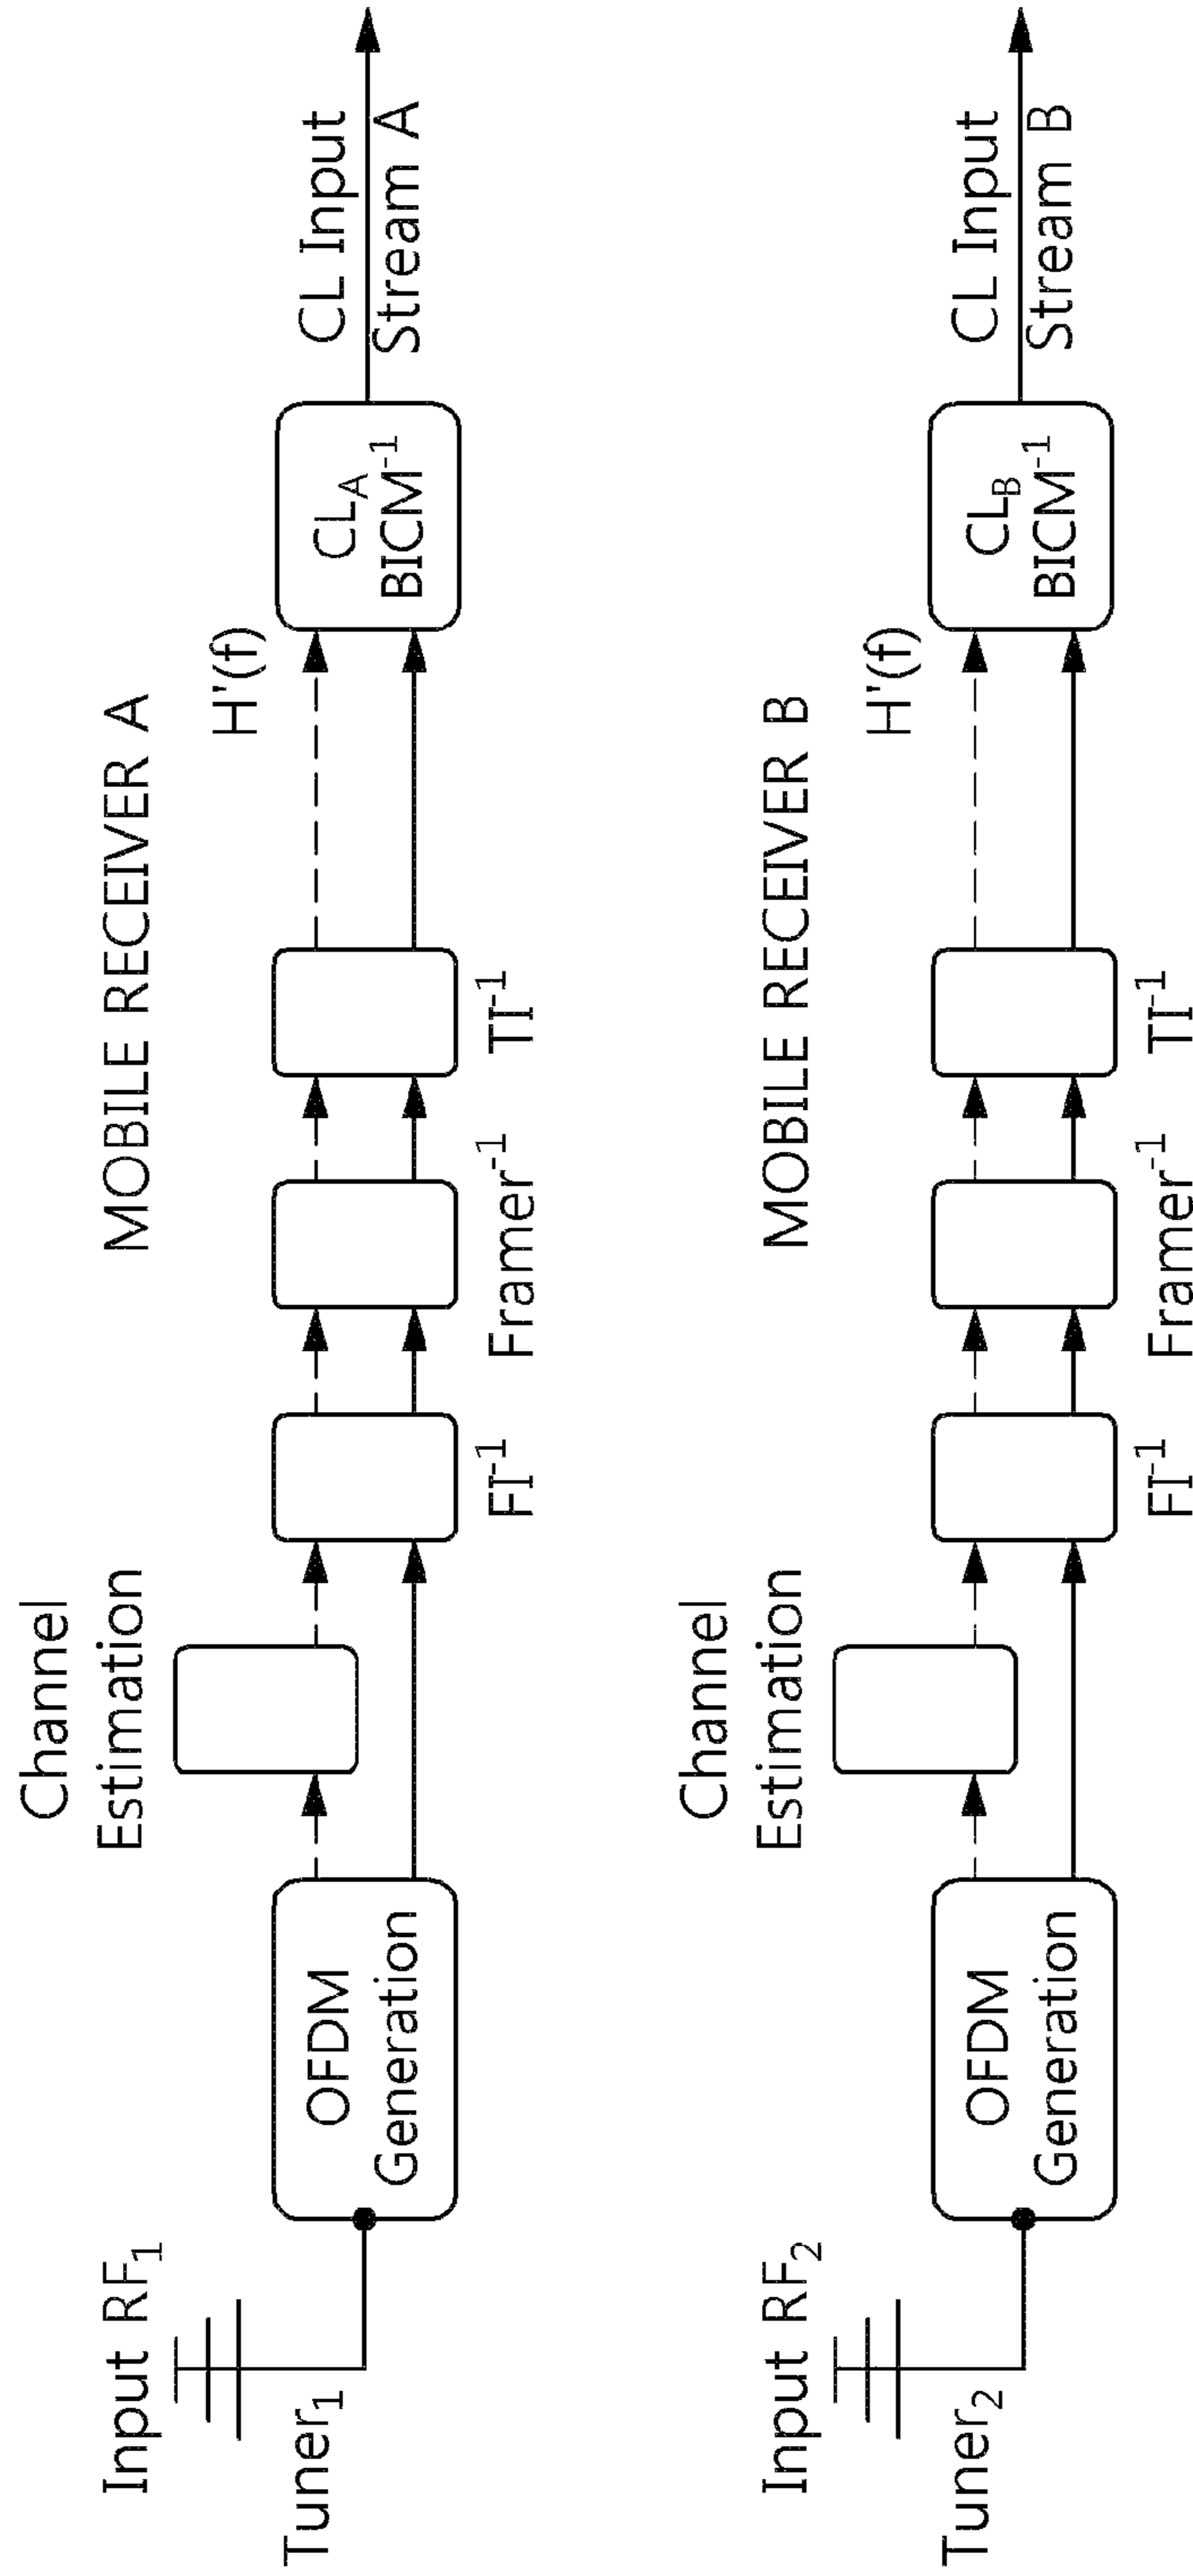 MOBILE RECEIVER A
Input RF1
Tuner1
OFDM
Generation
Channel
Estimation
FI-1
Framer-1
TI-1
H'(f)
CLA
BICM-1
CL Input
Stream A
MOBILE RECEIVER B
Input RF2
Tuner2
OFDM
Generation
Channel
Estimation
FI-1
Framer-1
TI-1
H'(f)
CLB
BICM-1
CL Input
Stream B